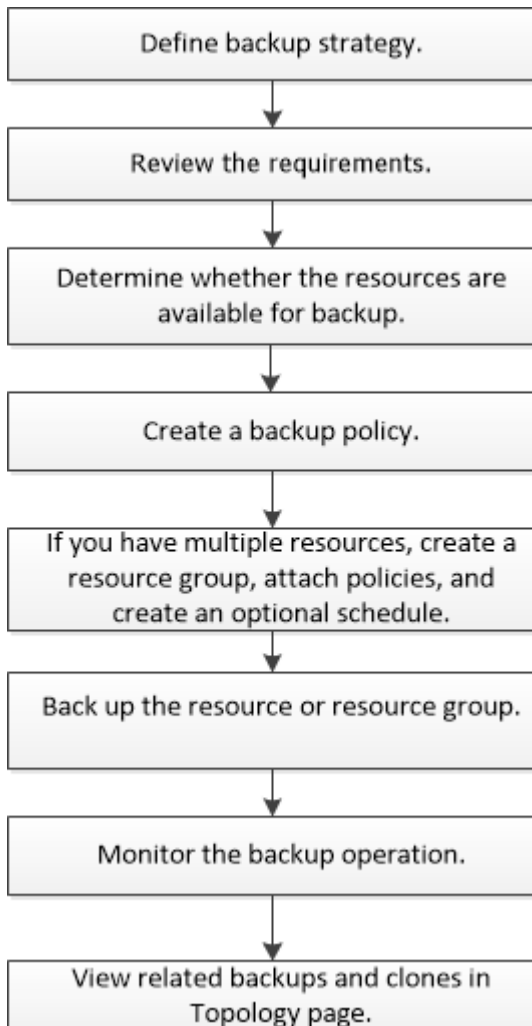 Define backup strategy.
Review the requirements.
Determine whether the resources are
available for backup.
Create a backup policy.
If you have multiple resources, create a
resource group, attach policies, and
create an optional schedule.
Back up the resource or resource group.
Monitor the backup operation.
View related backups and clones in
Topology page.